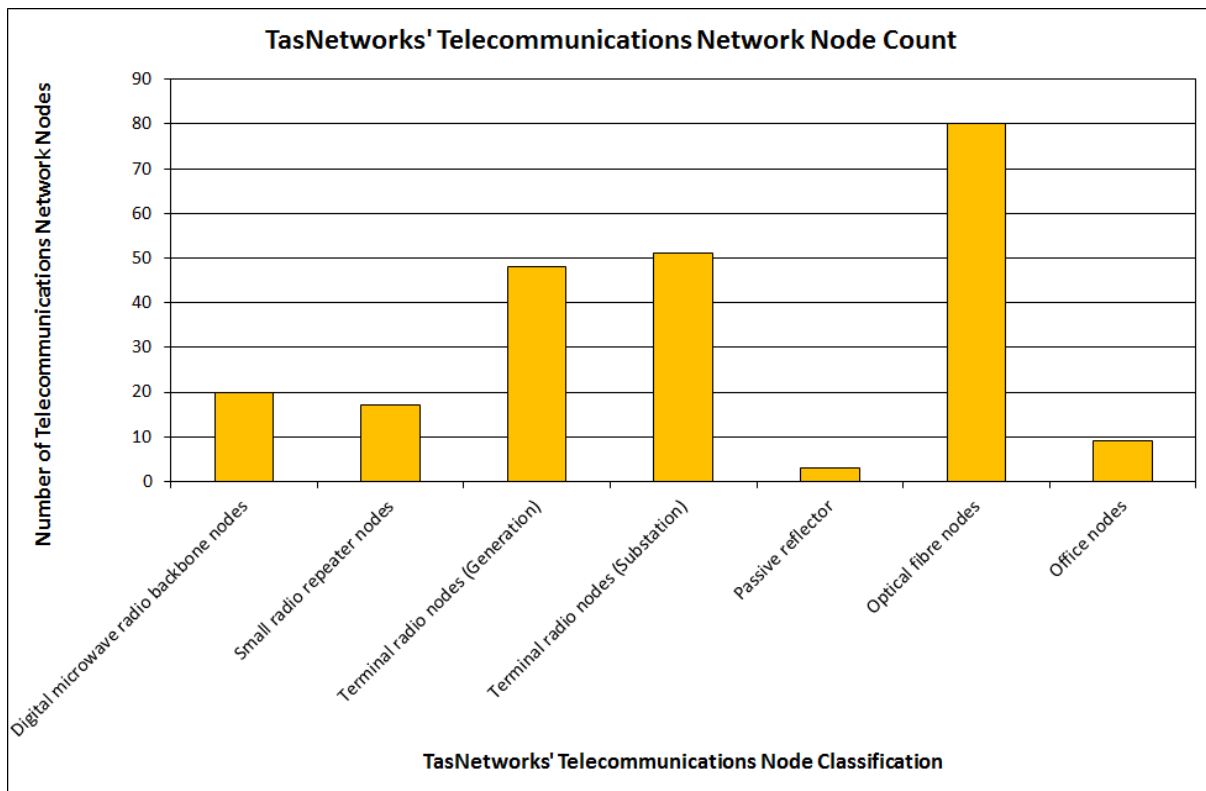 TasNetworks' Telecommunications Network Node Count
Number of Telecommunications Network Nodes
90
80
70
60
50
40
30
20
10
0
Digital microwave radio backbone nodes
Small radio repeater nodes
Terminal radio nodes (Generation)
Terminal radio nodes (Substation)
Passive reflector
Optical fibre nodes
Office nodes
TasNetworks' Telecommunications Node Classification